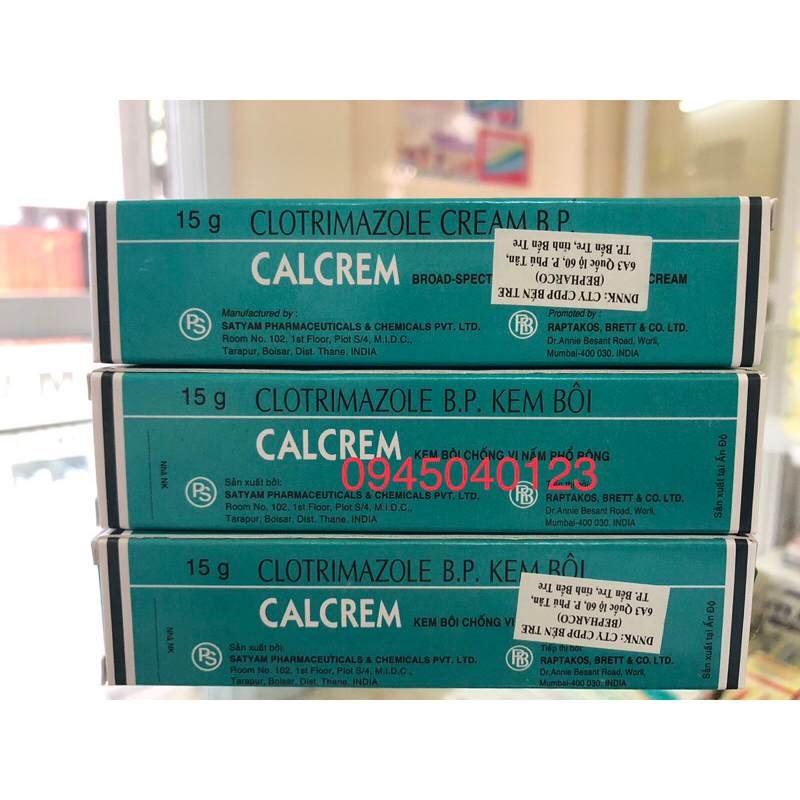 15 g CLOTRIMAZOLE CREAM B.P.
CALCREM BROAD-SPECT CREAM
Manufactured by :
SATYAM PHARMACEUTICALS & CHEMICALS PVT. LTD.
Room No. 102, 1st Floor, Plot S/4, M.I.D.C.,
Tarapur, Boisar, Dist. Thane. INDIA
Promoted by :
RAPTAKOS, BRETT & CO. LTD.
Dr.Annie Besant Road, Worli,
Mumbai-400 030. INDIA
DNNK: CTY CPDP BẾN TRE
(BEPHARCO)
6A3 Quốc lộ 60, P. Phú Tân,
TP. Bến Tre, tỉnh Bến Tre
15 g CLOTRIMAZOLE B.P. KEM BÔI
CALCREM KEM BÔI CHỐNG VI NẤM PHỔ RỘNG
0945040123
Nhà NK
Sản xuất bởi:
SATYAM PHARMACEUTICALS & CHEMICALS PVT. LTD.
Room No. 102, 1st Floor, Plot S/4, M.I.D.C.,
Tarapur, Boisar, Dist. Thane. INDIA
Tiếp thị bởi:
RAPTAKOS, BRETT & CO. LTD.
Dr.Annie Besant Road, Worli,
Mumbai-400 030. INDIA
Sản xuất tại Ấn Độ
15 g CLOTRIMAZOLE B.P. KEM BÔI
CALCREM KEM BÔI CHỐNG VI
Nhà NK
Sản xuất bởi:
SATYAM PHARMACEUTICALS & CHEMICALS PVT. LTD.
Room No. 102, 1st Floor, Plot S/4, M.I.D.C.,
Tarapur, Boisar, Dist. Thane. INDIA
Tiếp thị bởi:
RAPTAKOS, BRETT & CO. LTD.
Dr.Annie Besant Road, Worli,
Mumbai-400 030. INDIA
DNNK: CTY CPDP BẾN TRE
(BEPHARCO)
6A3 Quốc lộ 60, P. Phú Tân,
TP. Bến Tre, tỉnh Bến Tre
Sản xuất tại Ấn Độ